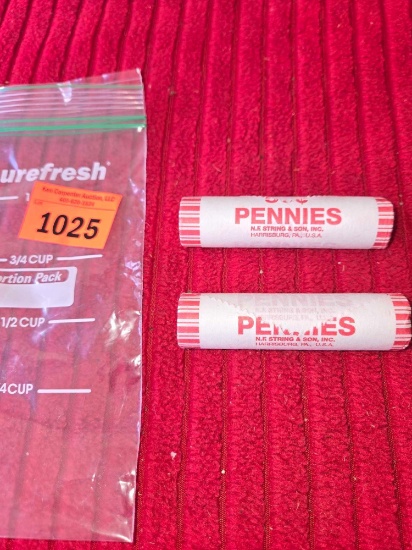 urefresh®
1025
3/4 CUP
ortion Pack
1/2 CUP
4 CUP
PENNIES
N.F. STRING & SON, INC.
HARRISBURG, PA., U.S.A.
PENNIES
N.F. STRING & SON, INC.
HARRISBURG, PA., U.S.A.